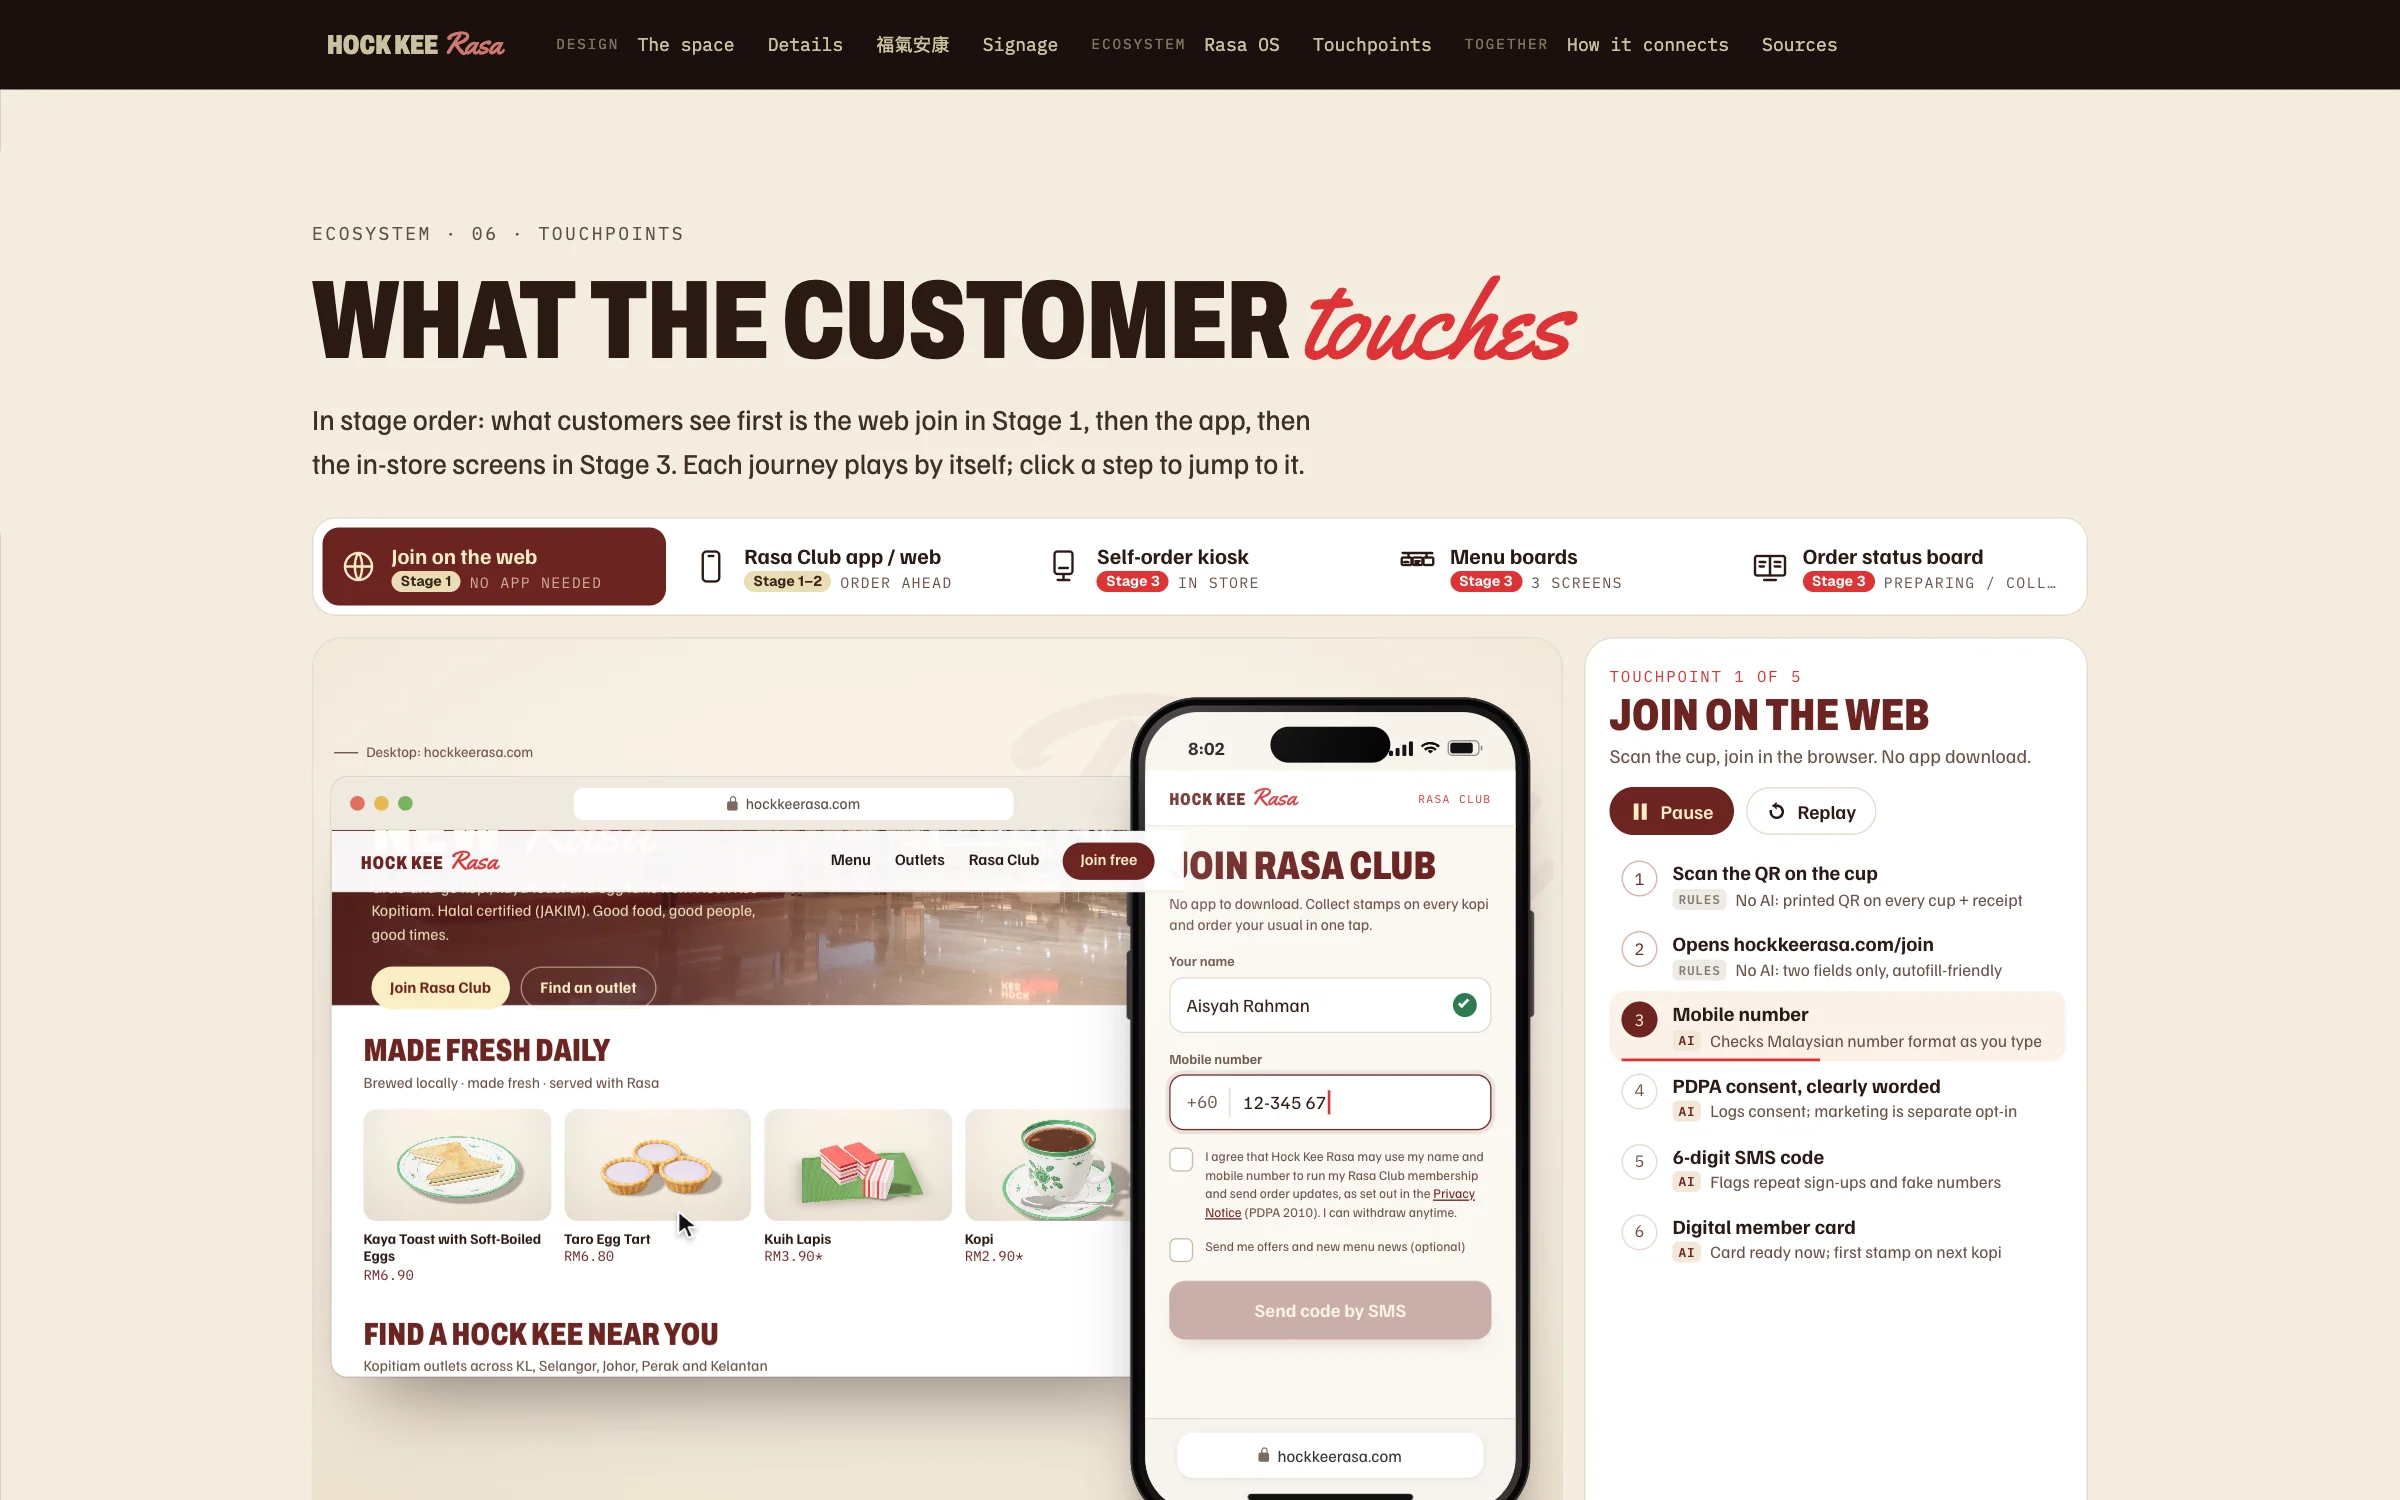 HOCK KEE Rasa
DESIGN The space Details 福氣安康 Signage ECOSYSTEM Rasa OS Touchpoints TOGETHER How it connects Sources
ECOSYSTEM · 06 · TOUCHPOINTS
WHAT THE CUSTOMER touches
In stage order: what customers see first is the web join in Stage 1, then the app, then
the in-store screens in Stage 3. Each journey plays by itself; click a step to jump to it.
Join on the web
Stage 1 NO APP NEEDED
Rasa Club app / web
Stage 1–2 ORDER AHEAD
Self-order kiosk
Stage 3 IN STORE
Menu boards
Stage 3 3 SCREENS
Order status board
Stage 3 PREPARING / COLL…
Desktop: hockkeerasa.com
hockkeerasa.com
HOCK KEE Rasa
Menu Outlets Rasa Club Join free
Kopitiam. Halal certified (JAKIM). Good food, good people,
good times.
Join Rasa Club Find an outlet
MADE FRESH DAILY
Brewed locally · made fresh · served with Rasa
Kaya Toast with Soft-Boiled
Eggs
RM6.90
Taro Egg Tart
RM6.80
Kuih Lapis
RM3.90*
Kopi
RM2.90*
FIND A HOCK KEE NEAR YOU
Kopitiam outlets across KL, Selangor, Johor, Perak and Kelantan
8:02
HOCK KEE Rasa RASA CLUB
JOIN RASA CLUB
No app to download. Collect stamps on every kopi
and order your usual in one tap.
Your name
Aisyah Rahman
Mobile number
+60 12-345 67
I agree that Hock Kee Rasa may use my name and
mobile number to run my Rasa Club membership
and send order updates, as set out in the Privacy
Notice (PDPA 2010). I can withdraw anytime.
Send me offers and new menu news (optional)
Send code by SMS
hockkeerasa.com
TOUCHPOINT 1 OF 5
JOIN ON THE WEB
Scan the cup, join in the browser. No app download.
Pause Replay
1 Scan the QR on the cup
RULES No AI: printed QR on every cup + receipt
2 Opens hockkeerasa.com/join
RULES No AI: two fields only, autofill-friendly
3 Mobile number
AI Checks Malaysian number format as you type
4 PDPA consent, clearly worded
AI Logs consent; marketing is separate opt-in
5 6-digit SMS code
AI Flags repeat sign-ups and fake numbers
6 Digital member card
AI Card ready now; first stamp on next kopi